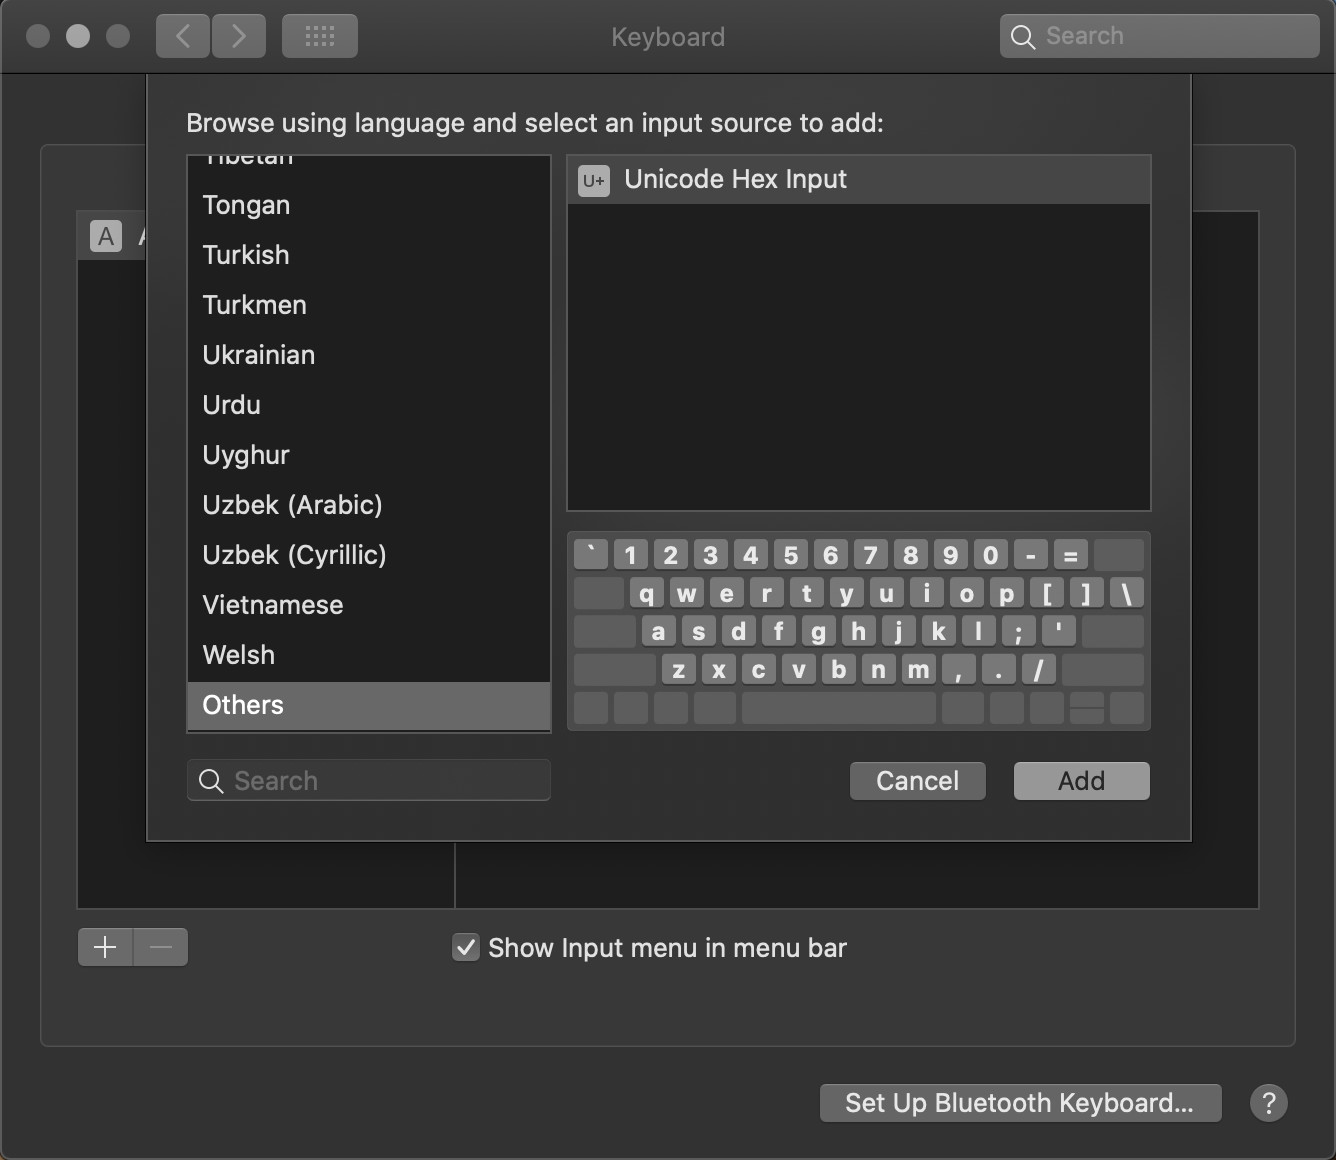 Keyboard
Search
Browse using language and select an input source to add:
Tibetan
Tongan
Turkish
Turkmen
Ukrainian
Urdu
Uyghur
Uzbek (Arabic)
Uzbek (Cyrillic)
Vietnamese
Welsh
Others
Search
U+ Unicode Hex Input
A
` 1 2 3 4 5 6 7 8 9 0 - =
q w e r t y u i o p [ ] \
a s d f g h j k l ; '
z x c v b n m , . /
Cancel
Add
Show Input menu in menu bar
Set Up Bluetooth Keyboard...
?